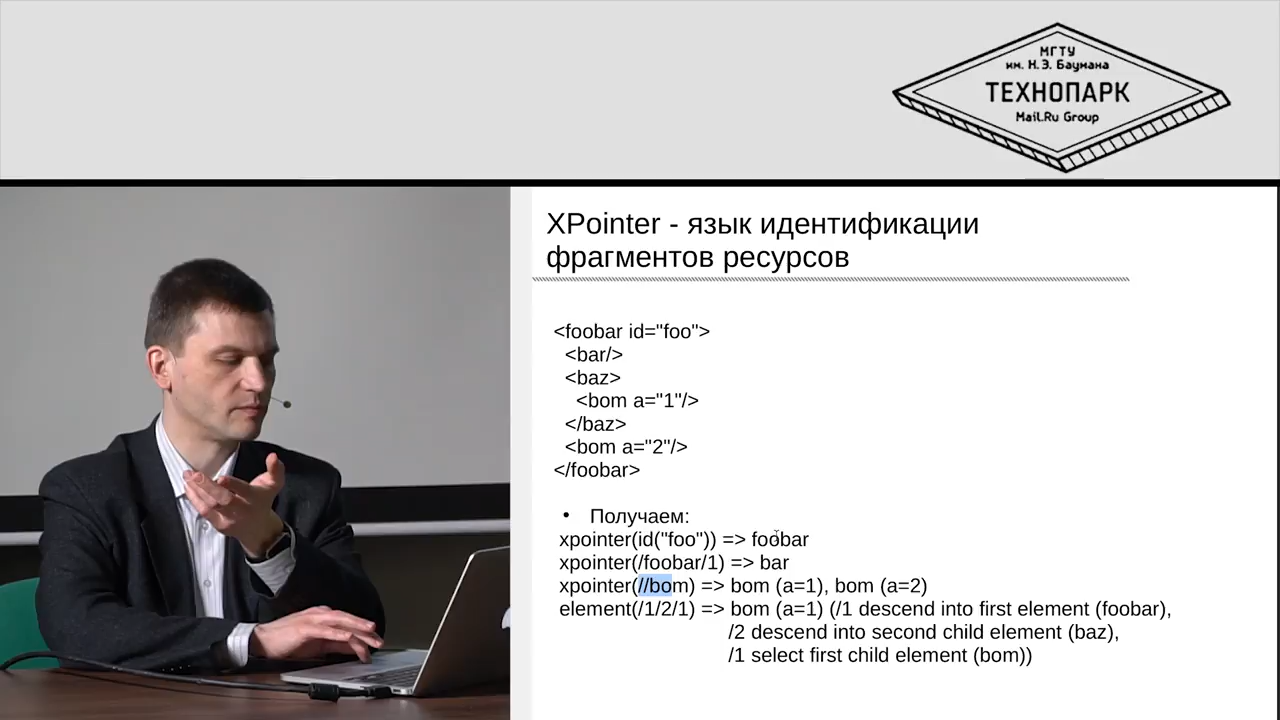 МГТУ
им. Н.Э. Баумана
ТЕХНОПАРК
Mail.Ru Group
XPointer - язык идентификации
фрагментов ресурсов
<foobar id="foo">
<bar/>
<baz>
<bom a="1"/>
</baz>
<bom a="2"/>
</foobar>
• Получаем:
xpointer(id("foo")) => foobar
xpointer(/foobar/1) => bar
xpointer(//bom) => bom (a=1), bom (a=2)
element(/1/2/1) => bom (a=1) (/1 descend into first element (foobar),
/2 descend into second child element (baz),
/1 select first child element (bom))